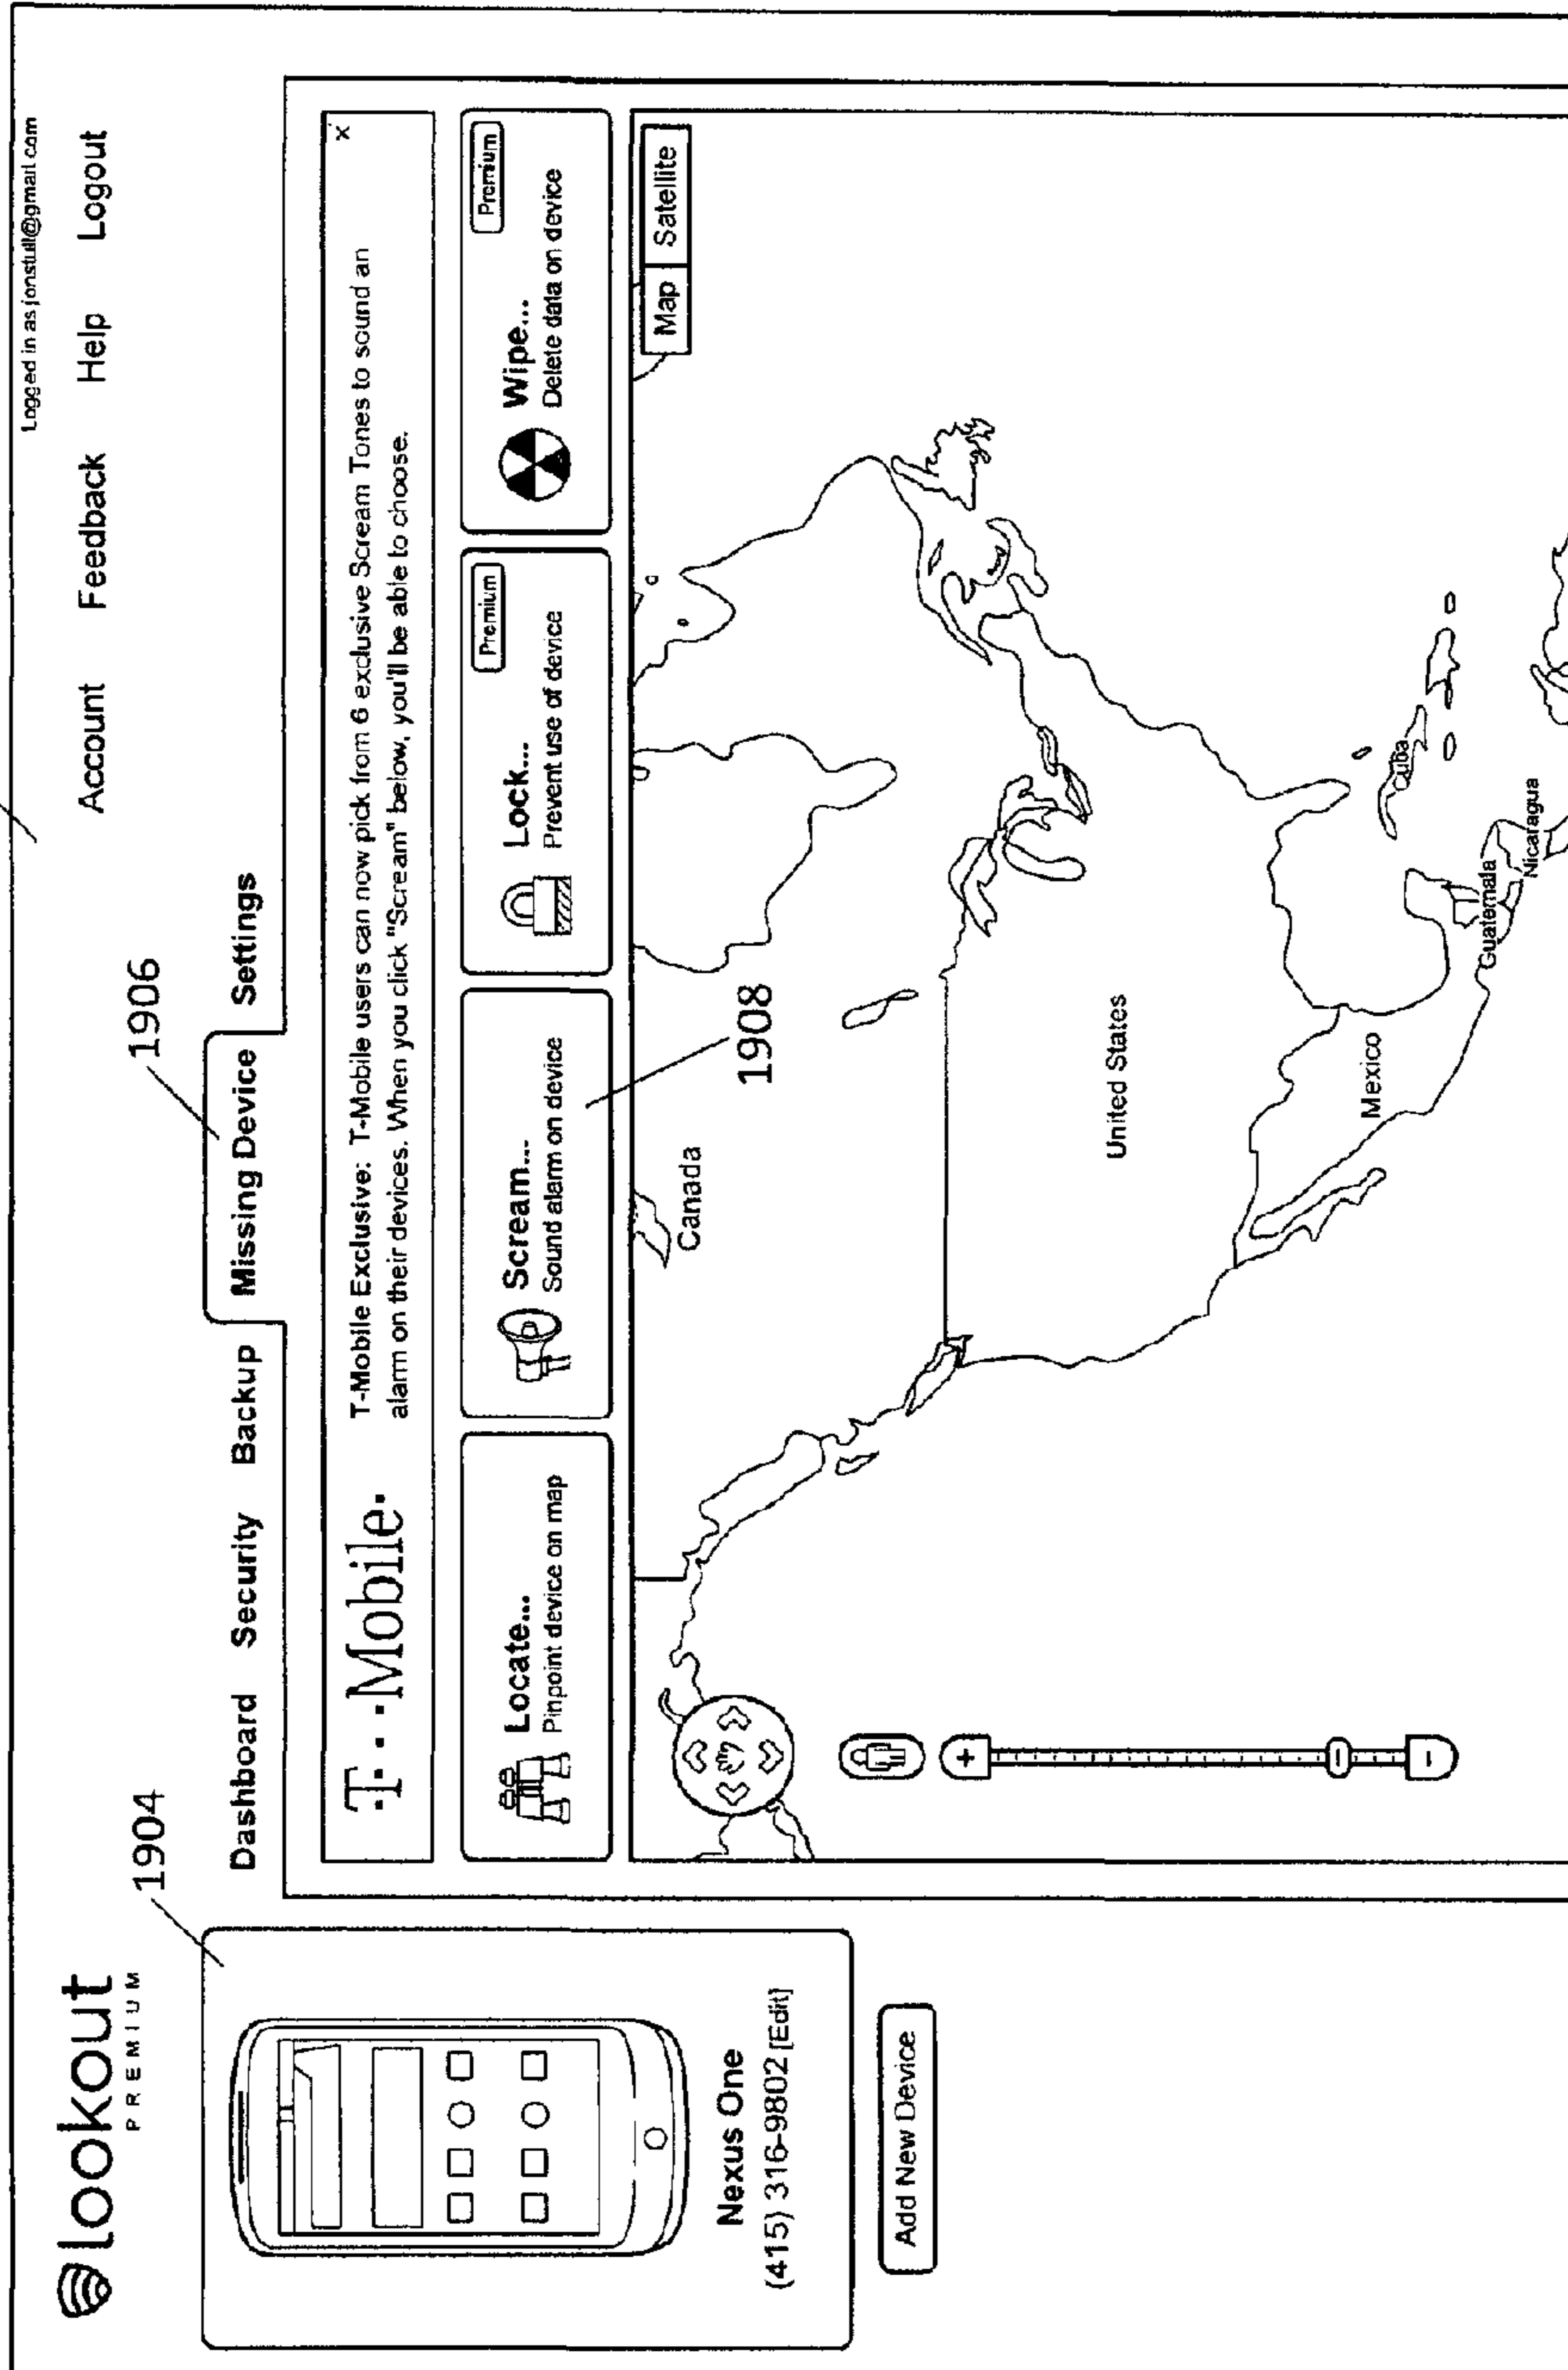 Logged in as jonstull@gmail.com
lookout
PREMIUM
Account Feedback Help Logout
1904
1906
Dashboard Security Backup Missing Device Settings
T··Mobile·
T-Mobile Exclusive: T-Mobile users can now pick from 6 exclusive Scream Tones to sound an
alarm on their devices. When you click "Scream" below, you'll be able to choose.
x
Locate...
Pinpoint device on map
Scream...
Sound alarm on device
Lock...
Prevent use of device
Premium
Wipe...
Delete data on device
Premium
1908
Map Satellite
Nexus One
(415) 316-9802 [Edit]
Add New Device
+
-
Canada
United States
Mexico
Cuba
Guatemala
Nicaragua